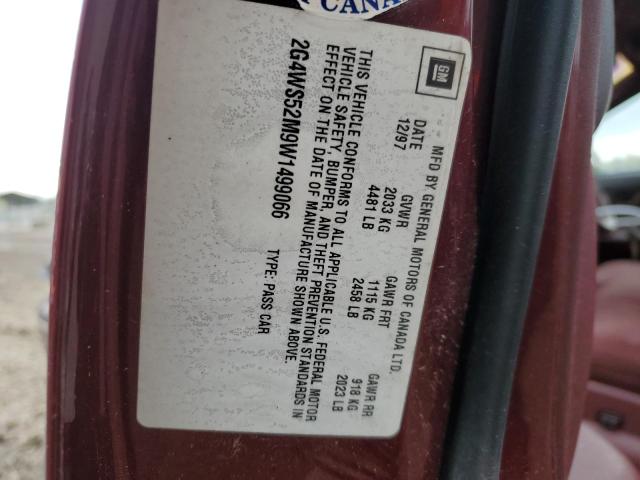 CANA
GM
MFD BY GENERAL MOTORS OF CANADA LTD.
DATE GVWR GAWR FRT GAWR RR
12/97 2033 KG 1115 KG 918 KG
4481 LB 2458 LB 2023 LB
THIS VEHICLE CONFORMS TO ALL APPLICABLE U.S. FEDERAL MOTOR
VEHICLE SAFETY, BUMPER, AND THEFT PREVENTION STANDARDS IN
EFFECT ON THE DATE OF MANUFACTURE SHOWN ABOVE.
2G4WS52M9W1499066 TYPE: PASS CAR